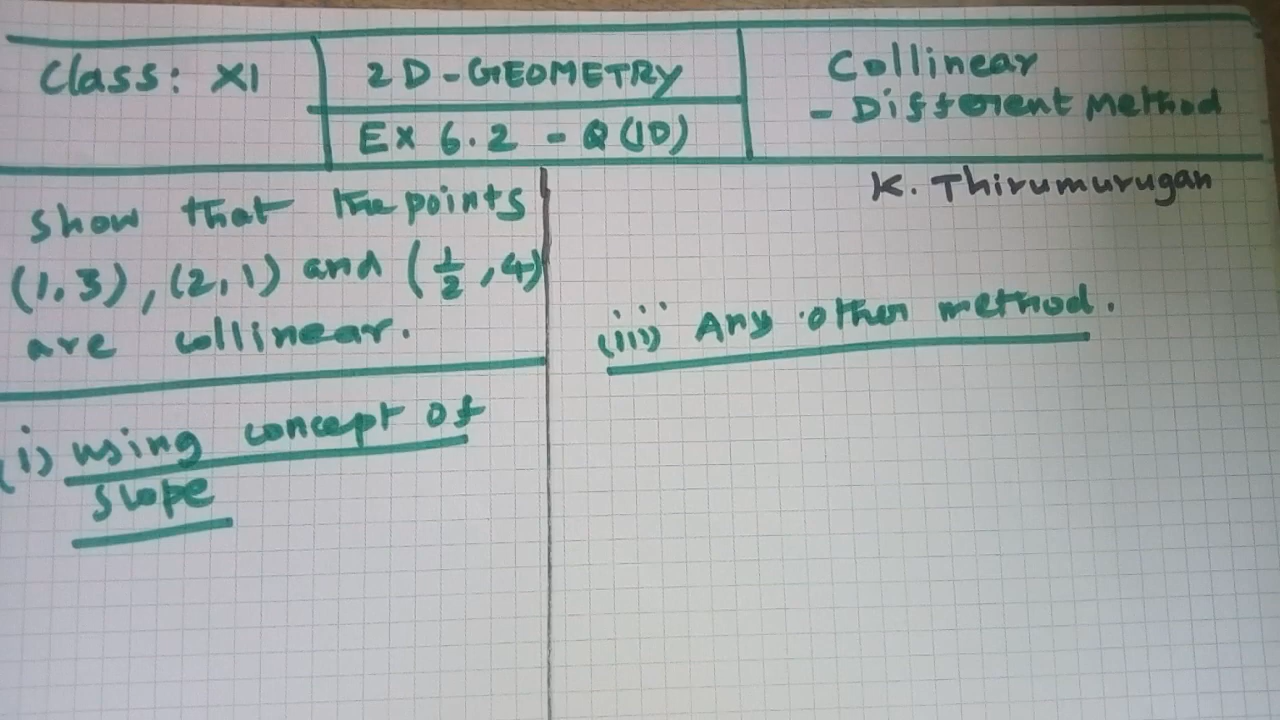 Class: XI
2D-GEOMETRY
Ex 6.2 - Q(10)
Collinear
- Different Method
K. Thirumurugan
show that the points
(1,3), (2,1) and (1/2, 4)
are collinear.
(i) using concept of
slope
(iii) Any other method.